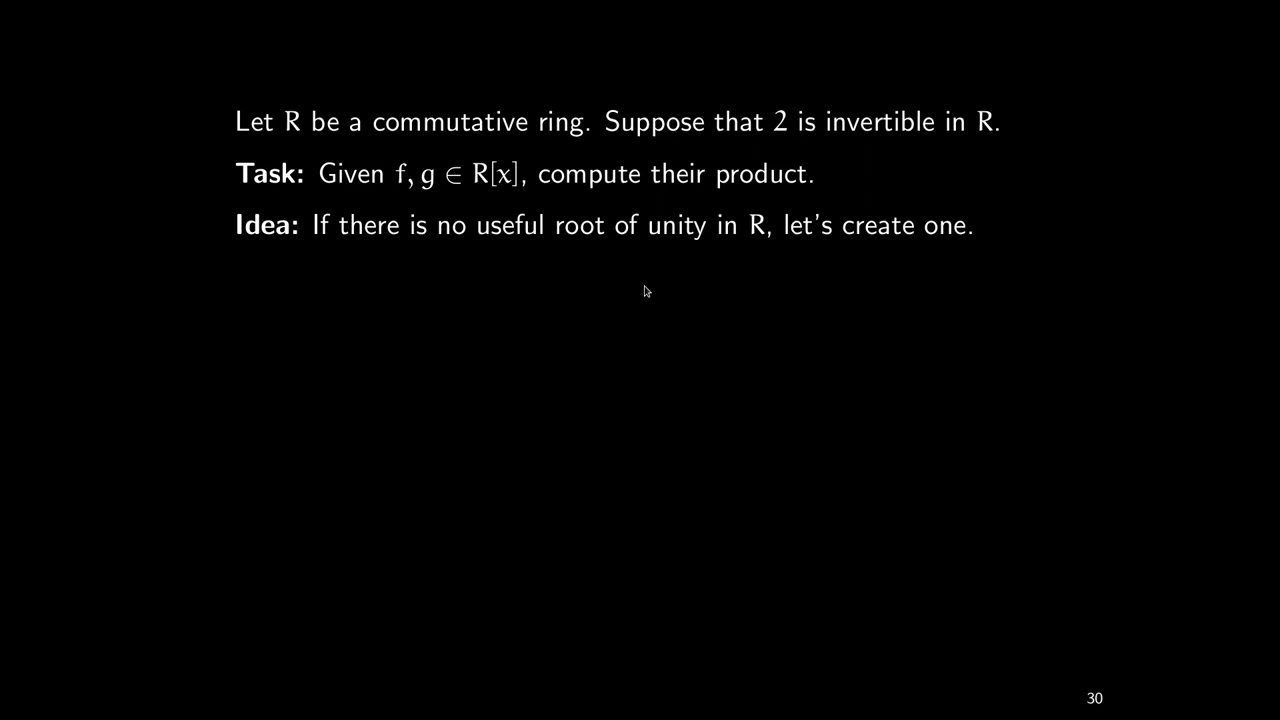 Let R be a commutative ring. Suppose that 2 is invertible in R.
Task: Given f, g ∈ R[x], compute their product.
Idea: If there is no useful root of unity in R, let's create one.
30